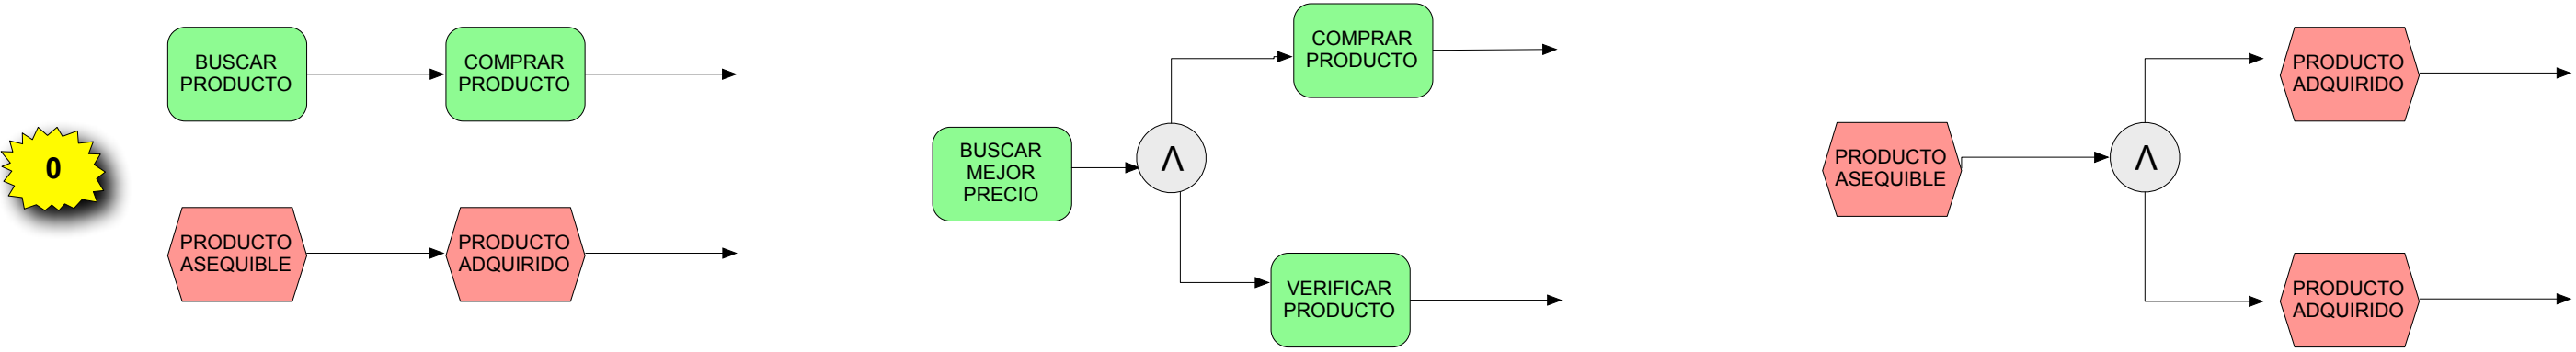 0
BUSCAR
PRODUCTO
COMPRAR
PRODUCTO
PRODUCTO
ASEQUIBLE
PRODUCTO
ADQUIRIDO
BUSCAR
MEJOR
PRECIO
Λ
COMPRAR
PRODUCTO
VERIFICAR
PRODUCTO
PRODUCTO
ASEQUIBLE
Λ
PRODUCTO
ADQUIRIDO
PRODUCTO
ADQUIRIDO